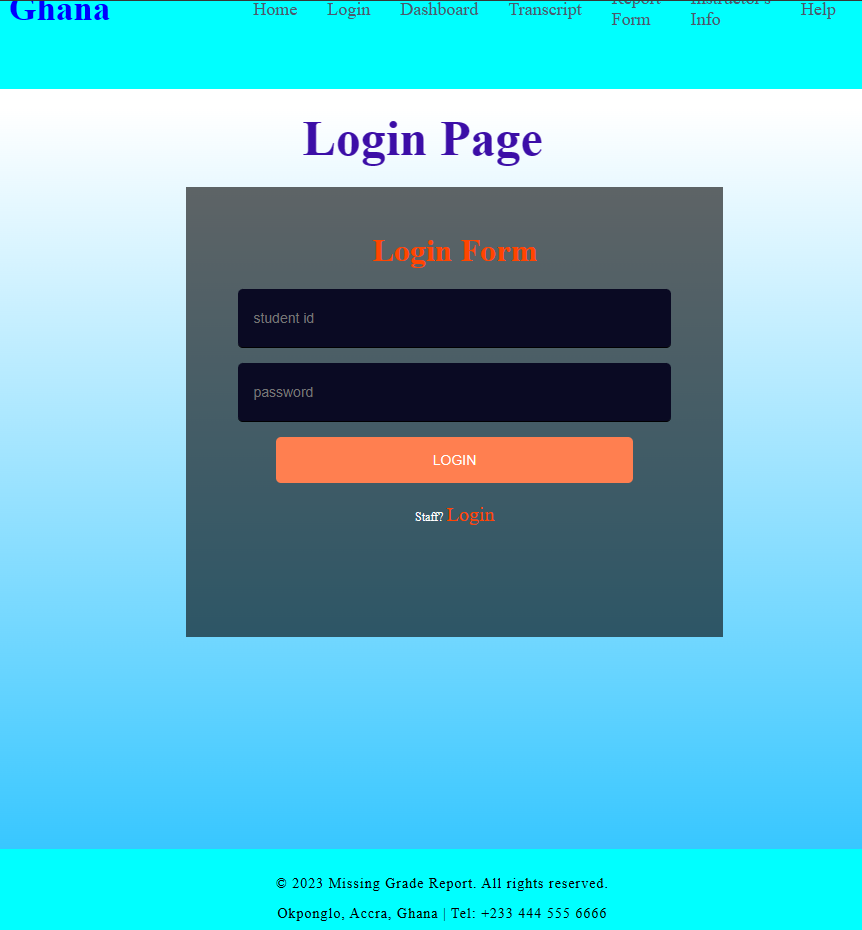 Ghana
Home Login Dashboard Transcript Report Form Instructor's Info Help
Login Page
Login Form
student id
password
LOGIN
Staff? Login
© 2023 Missing Grade Report. All rights reserved.
Okponglo, Accra, Ghana | Tel: +233 444 555 6666